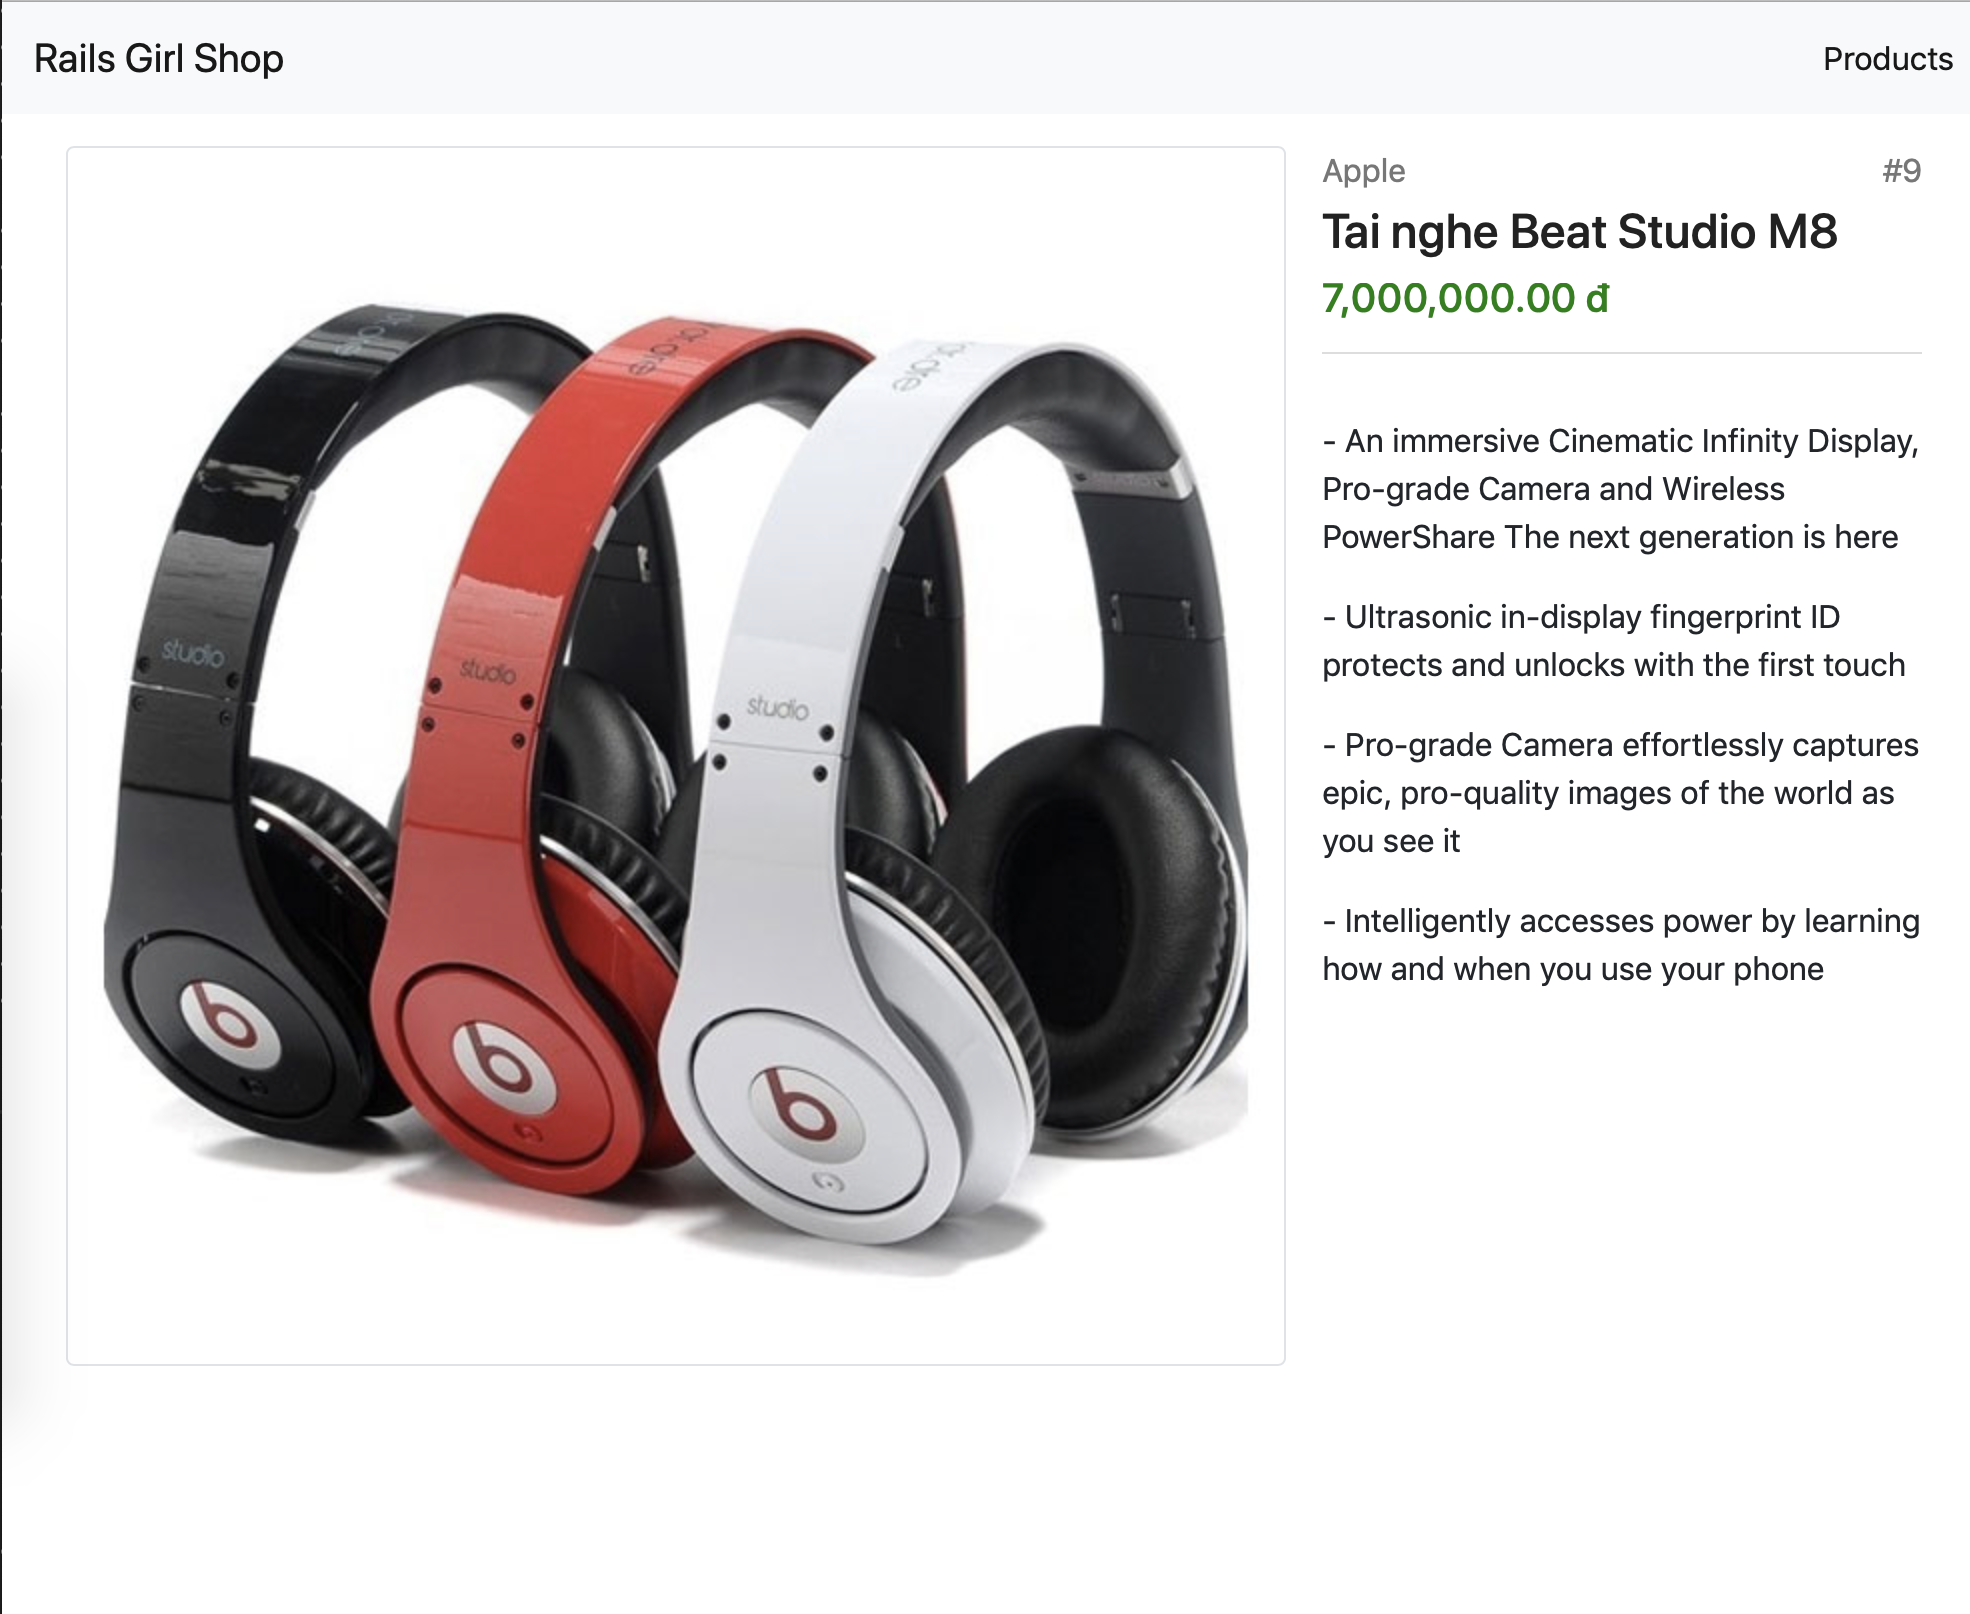 Rails Girl Shop
Products
Apple
#9
Tai nghe Beat Studio M8
7,000,000.00 đ
- An immersive Cinematic Infinity Display,
Pro-grade Camera and Wireless
PowerShare The next generation is here
- Ultrasonic in-display fingerprint ID
protects and unlocks with the first touch
- Pro-grade Camera effortlessly captures
epic, pro-quality images of the world as
you see it
- Intelligently accesses power by learning
how and when you use your phone
studio
studio
studio
b
b
b